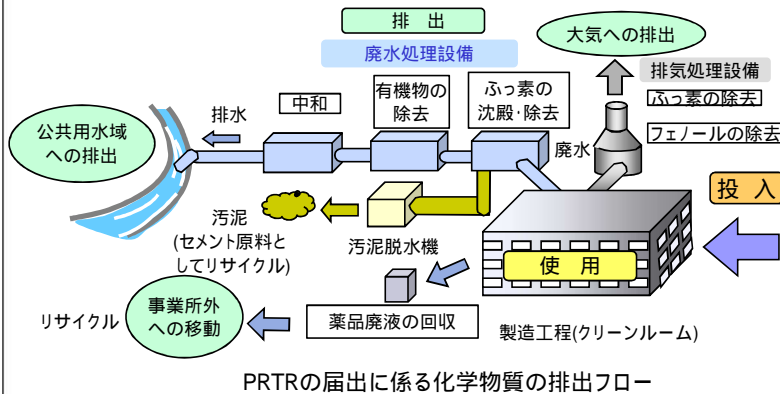 排 出
廃水処理設備
大気への排出
排気処理設備
ふっ素の除去
フェノールの除去
ふっ素の
沈殿・除去
有機物の
除去
中和
排水
公共用水域
への排出
廃水
投 入
汚泥
(セメント原料と
してリサイクル)
汚泥脱水機
使 用
事業所外
への移動
リサイクル
薬品廃液の回収
製造工程(クリーンルーム)
PRTRの届出に係る化学物質の排出フロー